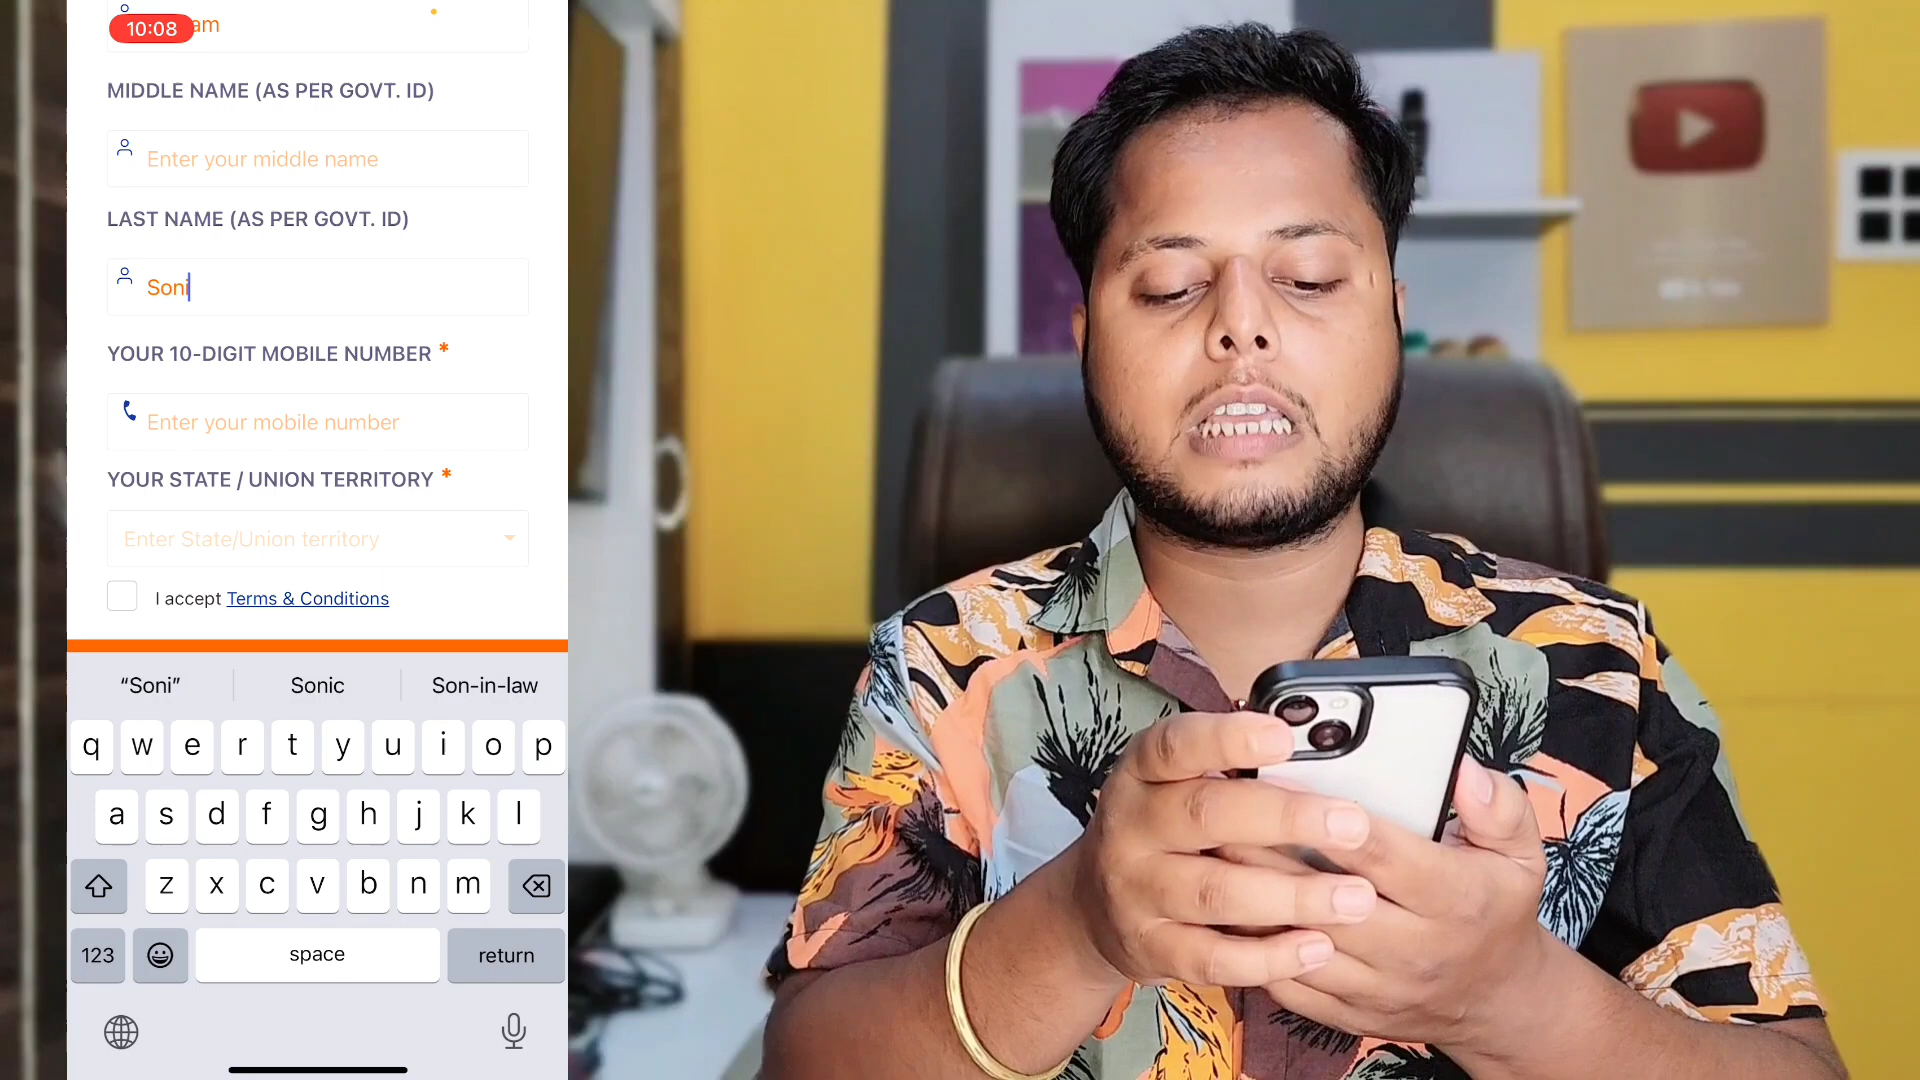 10:08
am
MIDDLE NAME (AS PER GOVT. ID)
Enter your middle name
LAST NAME (AS PER GOVT. ID)
Soni
YOUR 10-DIGIT MOBILE NUMBER *
Enter your mobile number
YOUR STATE / UNION TERRITORY *
Enter State/Union territory
I accept Terms & Conditions
“Soni” Sonic Son-in-law
q w e r t y u i o p
a s d f g h j k l
z x c v b n m
123 space return